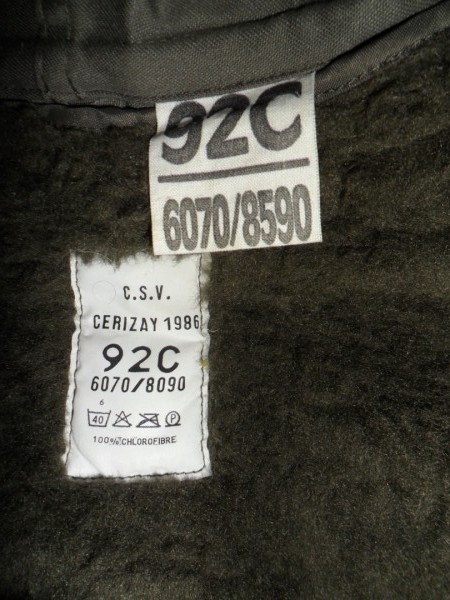 92C
6070/8590
C.S.V.
CERIZAY 1986
92C
6070/8090
6
40 P
100% CHLOROFIBRE